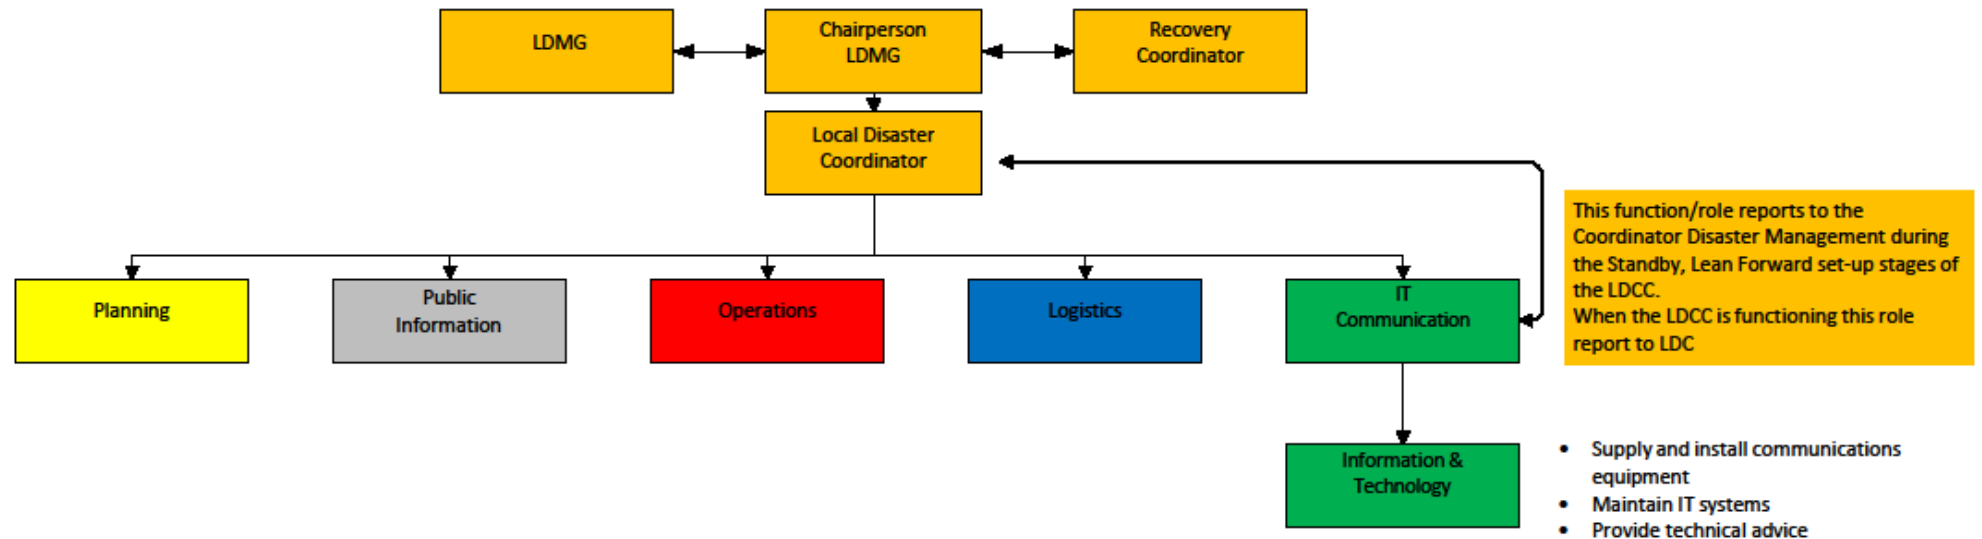 LDMG
Chairperson
LDMG
Recovery
Coordinator
Local Disaster
Coordinator
This function/role reports to the
Coordinator Disaster Management during
the Standby, Lean Forward set-up stages of
the LDCC.
When the LDCC is functioning this role
report to LDC
Planning
Public
Information
Operations
Logistics
IT
Communication
Information &
Technology
• Supply and install communications
equipment
• Maintain IT systems
• Provide technical advice